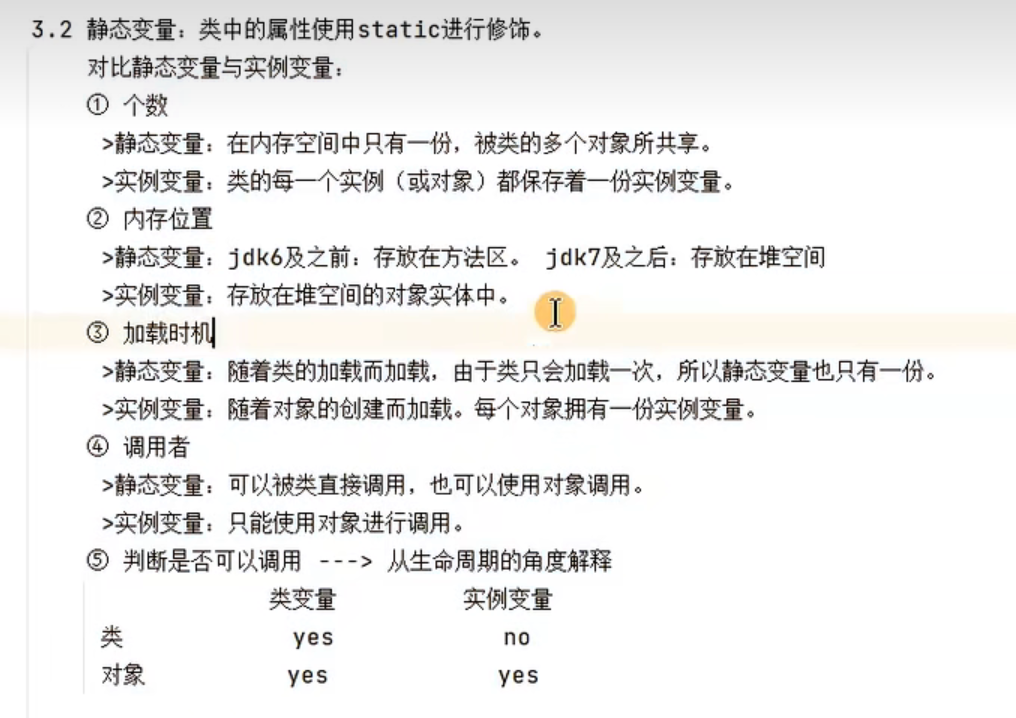 3.2 静态变量：类中的属性使用static进行修饰。
对比静态变量与实例变量：
① 个数
>静态变量：在内存空间中只有一份，被类的多个对象所共享。
>实例变量：类的每一个实例（或对象）都保存着一份实例变量。
② 内存位置
>静态变量：jdk6及之前：存放在方法区。 jdk7及之后：存放在堆空间
>实例变量：存放在堆空间的对象实体中。
③ 加载时机
>静态变量：随着类的加载而加载，由于类只会加载一次，所以静态变量也只有一份。
>实例变量：随着对象的创建而加载。每个对象拥有一份实例变量。
④ 调用者
>静态变量：可以被类直接调用，也可以使用对象调用。
>实例变量：只能使用对象进行调用。
⑤ 判断是否可以调用 ---> 从生命周期的角度解释
类变量 实例变量
类 yes no
对象 yes yes